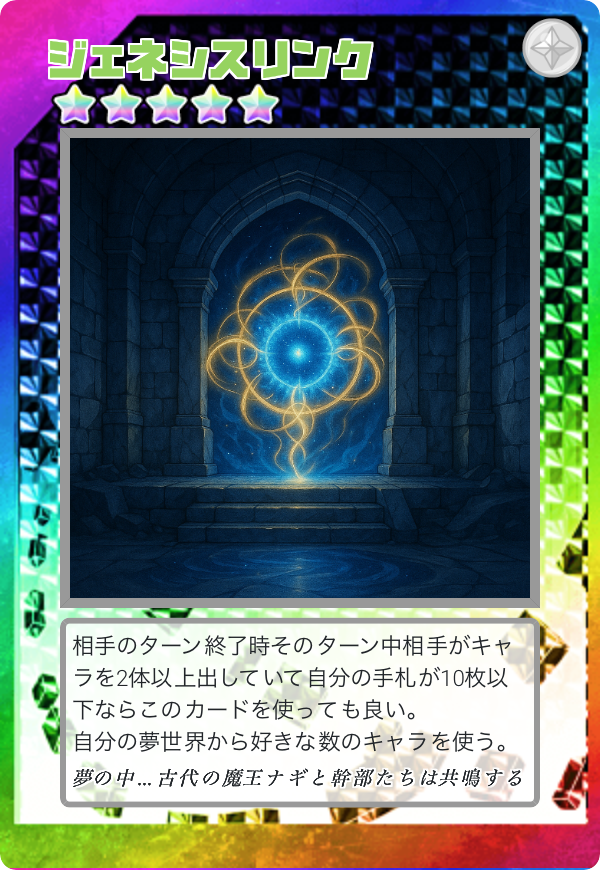 ジェネシスリンク
相手のターン終了時そのターン中相手がキャ
ラを2体以上出していて自分の手札が10枚以
下ならこのカードを使っても良い。
自分の夢世界から好きな数のキャラを使う。
夢の中...古代の魔王ナギと幹部たちは共鳴する